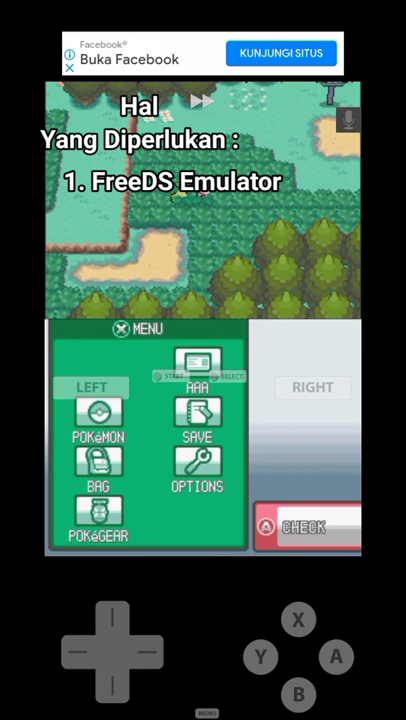 Facebook®
Buka Facebook
KUNJUNGI SITUS
Hal
Yang Diperlukan :
1. FreeDS Emulator
X MENU
START
SELECT
LEFT
RIGHT
AAA
POKéMON
SAVE
BAG
OPTIONS
POKéGEAR
A CHECK
X
Y
A
B
MENU